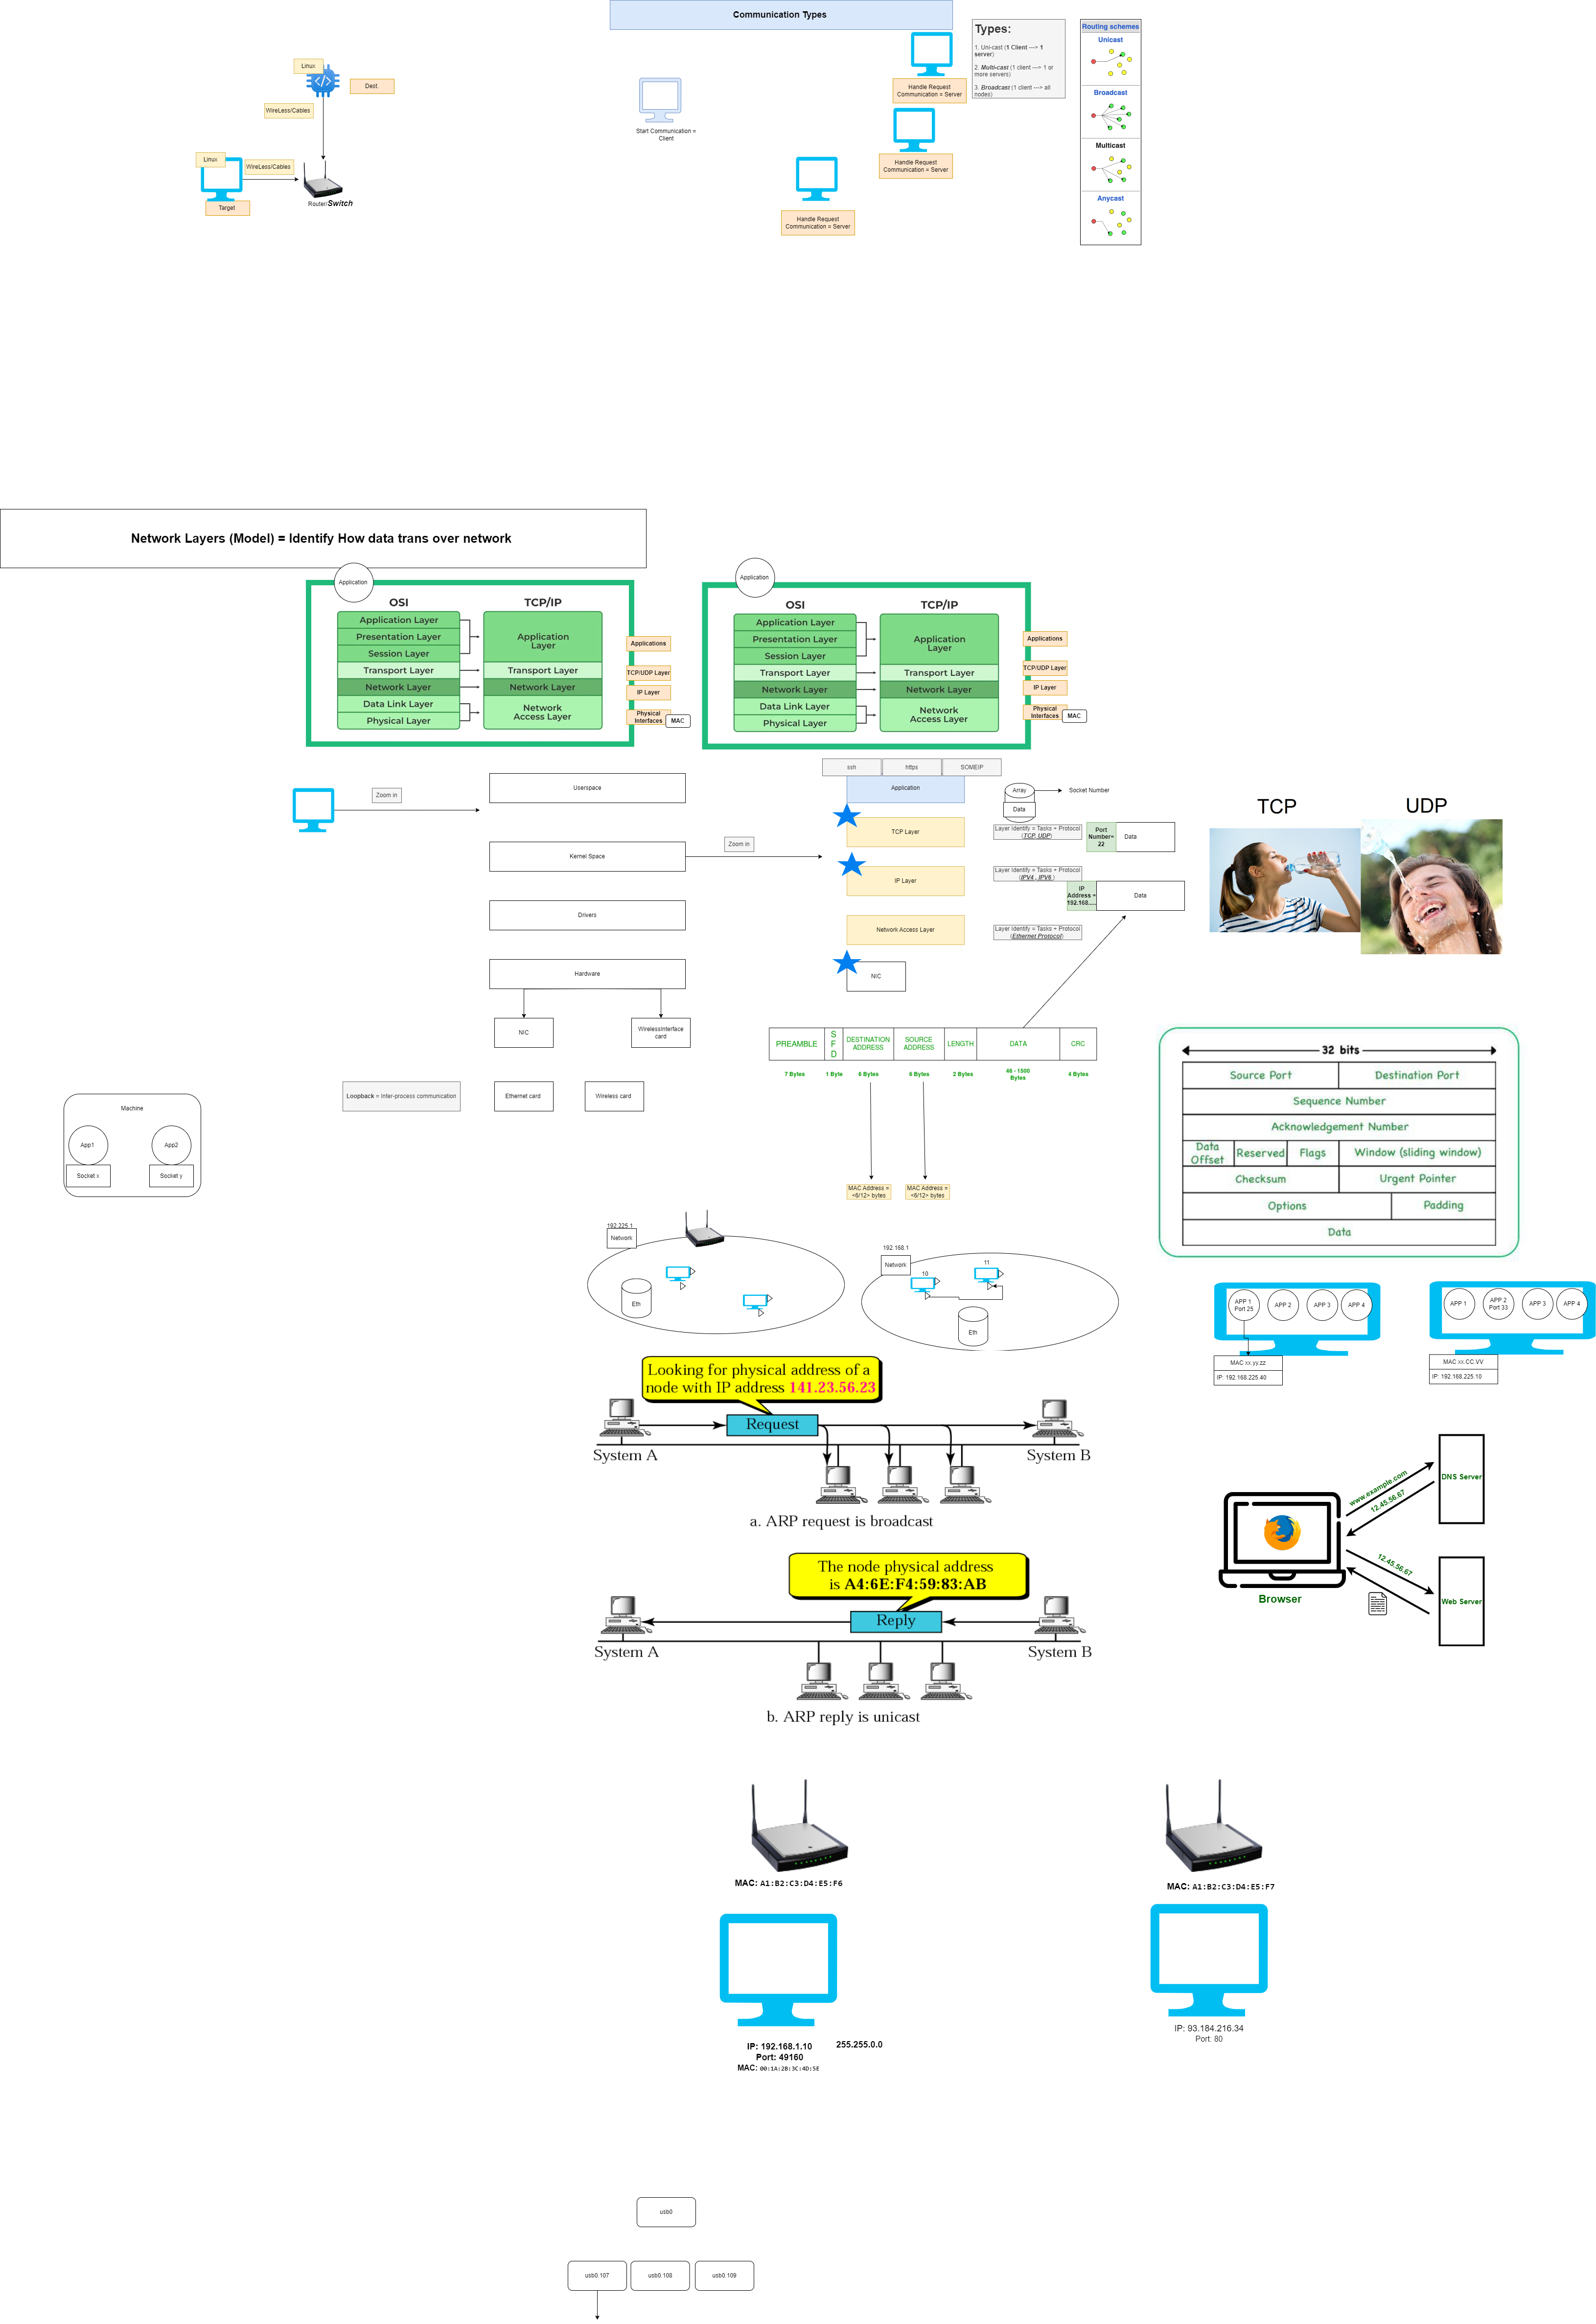 Communication Types
Types:
1. Uni-cast (1 Client ---> 1
server)
2. Multi-cast (1 client ---> 1 or
more servers)
3. Broadcast (1 client ---> all
nodes)
Routing schemes
Unicast
Broadcast
Multicast
Anycast
Linux
Dest.
WireLess/Cables
Linux
WireLess/Cables
Target
Router/Switch
Start Communication =
Client
Handle Request
Communication = Server
Handle Request
Communication = Server
Handle Request
Communication = Server
Network Layers (Model) = Identify How data trans over network
Application
OSI
TCP/IP
Application Layer
Presentation Layer
Session Layer
Transport Layer
Network Layer
Data Link Layer
Physical Layer
Application
Layer
Transport Layer
Network Layer
Network
Access Layer
Applications
TCP/UDP Layer
IP Layer
Physical
Interfaces
MAC
Application
OSI
TCP/IP
Application Layer
Presentation Layer
Session Layer
Transport Layer
Network Layer
Data Link Layer
Physical Layer
Application
Layer
Transport Layer
Network Layer
Network
Access Layer
Applications
TCP/UDP Layer
IP Layer
Physical
Interfaces
MAC
Zoom in
Userspace
Kernel Space
Drivers
Hardware
NIC
WirelessInterface
card
Loopback = Inter-process communication
Ethernet card
Wireless card
Zoom in
ssh
https
SOMEIP
Application
TCP Layer
IP Layer
Network Access Layer
NIC
Array
Data
Socket Number
Layer Identify = Tasks + Protocol
(TCP, UDP)
Port
Number=
22
Data
Layer Identify = Tasks + Protocol
(IPV4 , IPV6 )
IP
Address =
192.168....
Data
Layer Identify = Tasks + Protocol
(Ethernet Protocol)
TCP
UDP
PREAMBLE
S
F
D
DESTINATION
ADDRESS
SOURCE
ADDRESS
LENGTH
DATA
CRC
7 Bytes
1 Byte
6 Bytes
6 Bytes
2 Bytes
46 - 1500
Bytes
4 Bytes
MAC Address =
<6/12> bytes
MAC Address =
<6/12> bytes
32 bits
Source Port
Destination Port
Sequence Number
Acknowledgement Number
Data
Offset
Reserved
Flags
Window (sliding window)
Checksum
Urgent Pointer
Options
Padding
Data
Machine
App1
App2
Socket x
Socket y
192.225.1
Network
Eth
192.168.1
Network
10
11
Eth
APP 1
Port 25
APP 2
APP 3
APP 4
MAC xx.yy.zz
IP: 192.168.225.40
APP 1
APP 2
Port 33
APP 3
APP 4
MAC xx.CC.VV
IP: 192.168.225.10
Looking for physical address of a
node with IP address 141.23.56.23
Request
System A
System B
a. ARP request is broadcast
The node physical address
is A4:6E:F4:59:83:AB
Reply
System A
System B
b. ARP reply is unicast
www.example.com
12.45.56.67
DNS Server
12.45.56.67
Web Server
Browser
MAC: A1:B2:C3:D4:E5:F6
MAC: A1:B2:C3:D4:E5:F7
IP: 192.168.1.10
Port: 49160
MAC: 00:1A:2B:3C:4D:5E
255.255.0.0
IP: 93.184.216.34
Port: 80
usb0
usb0.107
usb0.108
usb0.109